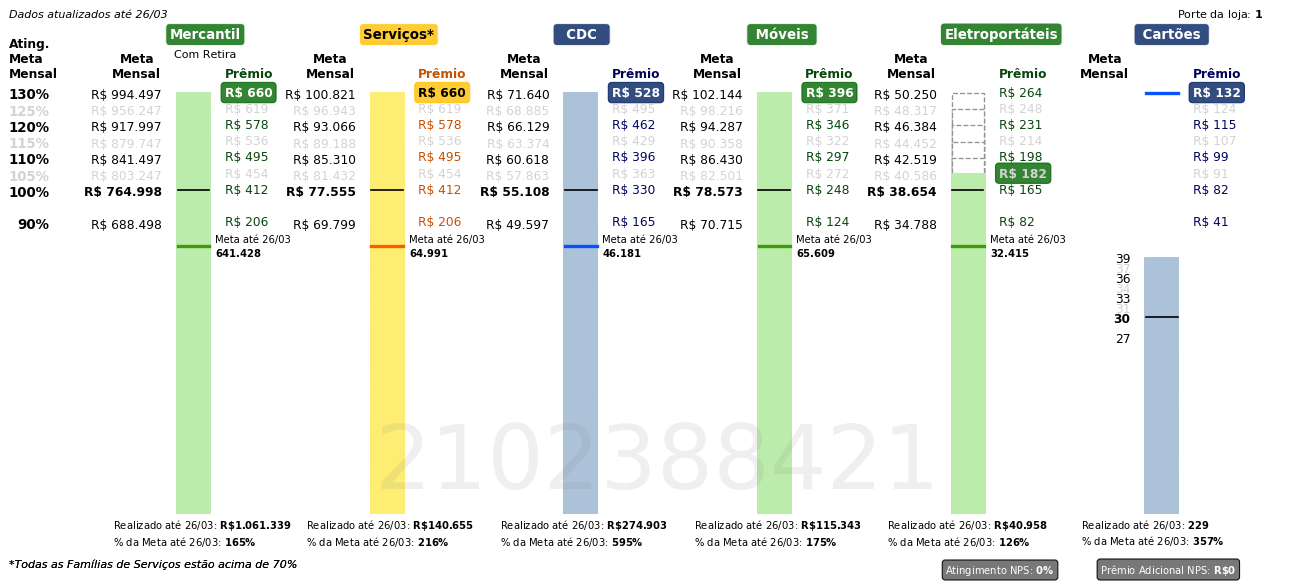 Dados atualizados até 26/03 Porte da loja: 1
Mercantil Serviços* CDC Móveis Eletroportáteis Cartões
Ating. Meta Mensal
Com Retira
Meta Mensal Prêmio Meta Mensal Prêmio Meta Mensal Prêmio Meta Mensal Prêmio Meta Mensal Prêmio Meta Mensal Prêmio
130% R$ 994.497 R$ 660 R$ 100.821 R$ 660 R$ 71.640 R$ 528 R$ 102.144 R$ 396 R$ 50.250 R$ 264 R$ 132
125% R$ 956.247 R$ 619 R$ 96.943 R$ 619 R$ 68.885 R$ 495 R$ 98.216 R$ 371 R$ 48.317 R$ 248 R$ 124
120% R$ 917.997 R$ 578 R$ 93.066 R$ 578 R$ 66.129 R$ 462 R$ 94.287 R$ 346 R$ 46.384 R$ 231 R$ 115
115% R$ 879.747 R$ 536 R$ 89.188 R$ 536 R$ 63.374 R$ 429 R$ 90.358 R$ 322 R$ 44.452 R$ 214 R$ 107
110% R$ 841.497 R$ 495 R$ 85.310 R$ 495 R$ 60.618 R$ 396 R$ 86.430 R$ 297 R$ 42.519 R$ 198 R$ 99
105% R$ 803.247 R$ 454 R$ 81.432 R$ 454 R$ 57.863 R$ 363 R$ 82.501 R$ 272 R$ 40.586 R$ 182 R$ 91
100% R$ 764.998 R$ 412 R$ 77.555 R$ 412 R$ 55.108 R$ 330 R$ 78.573 R$ 248 R$ 38.654 R$ 165 R$ 82
90% R$ 688.498 R$ 206 R$ 69.799 R$ 206 R$ 49.597 R$ 165 R$ 70.715 R$ 124 R$ 34.788 R$ 82 R$ 41
Meta até 26/03 Meta até 26/03 Meta até 26/03 Meta até 26/03 Meta até 26/03
641.428 64.991 46.181 65.609 32.415
39
37
36
34
33
31
30
27
2102388421
Realizado até 26/03: R$1.061.339 Realizado até 26/03: R$140.655 Realizado até 26/03: R$274.903 Realizado até 26/03: R$115.343 Realizado até 26/03: R$40.958 Realizado até 26/03: 229
% da Meta até 26/03: 165% % da Meta até 26/03: 216% % da Meta até 26/03: 595% % da Meta até 26/03: 175% % da Meta até 26/03: 126% % da Meta até 26/03: 357%
*Todas as Famílias de Serviços estão acima de 70% Atingimento NPS: 0% Prêmio Adicional NPS: R$0